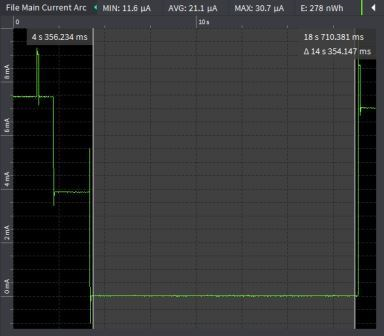 File Main Current Arc MIN: 11.6 µA AVG: 21.1 µA MAX: 30.7 µA E: 278 nWh
0 10 s
4 s 356.234 ms 18 s 710.381 ms
Δ 14 s 354.147 ms
8 mA
6 mA
4 mA
2 mA
0 mA